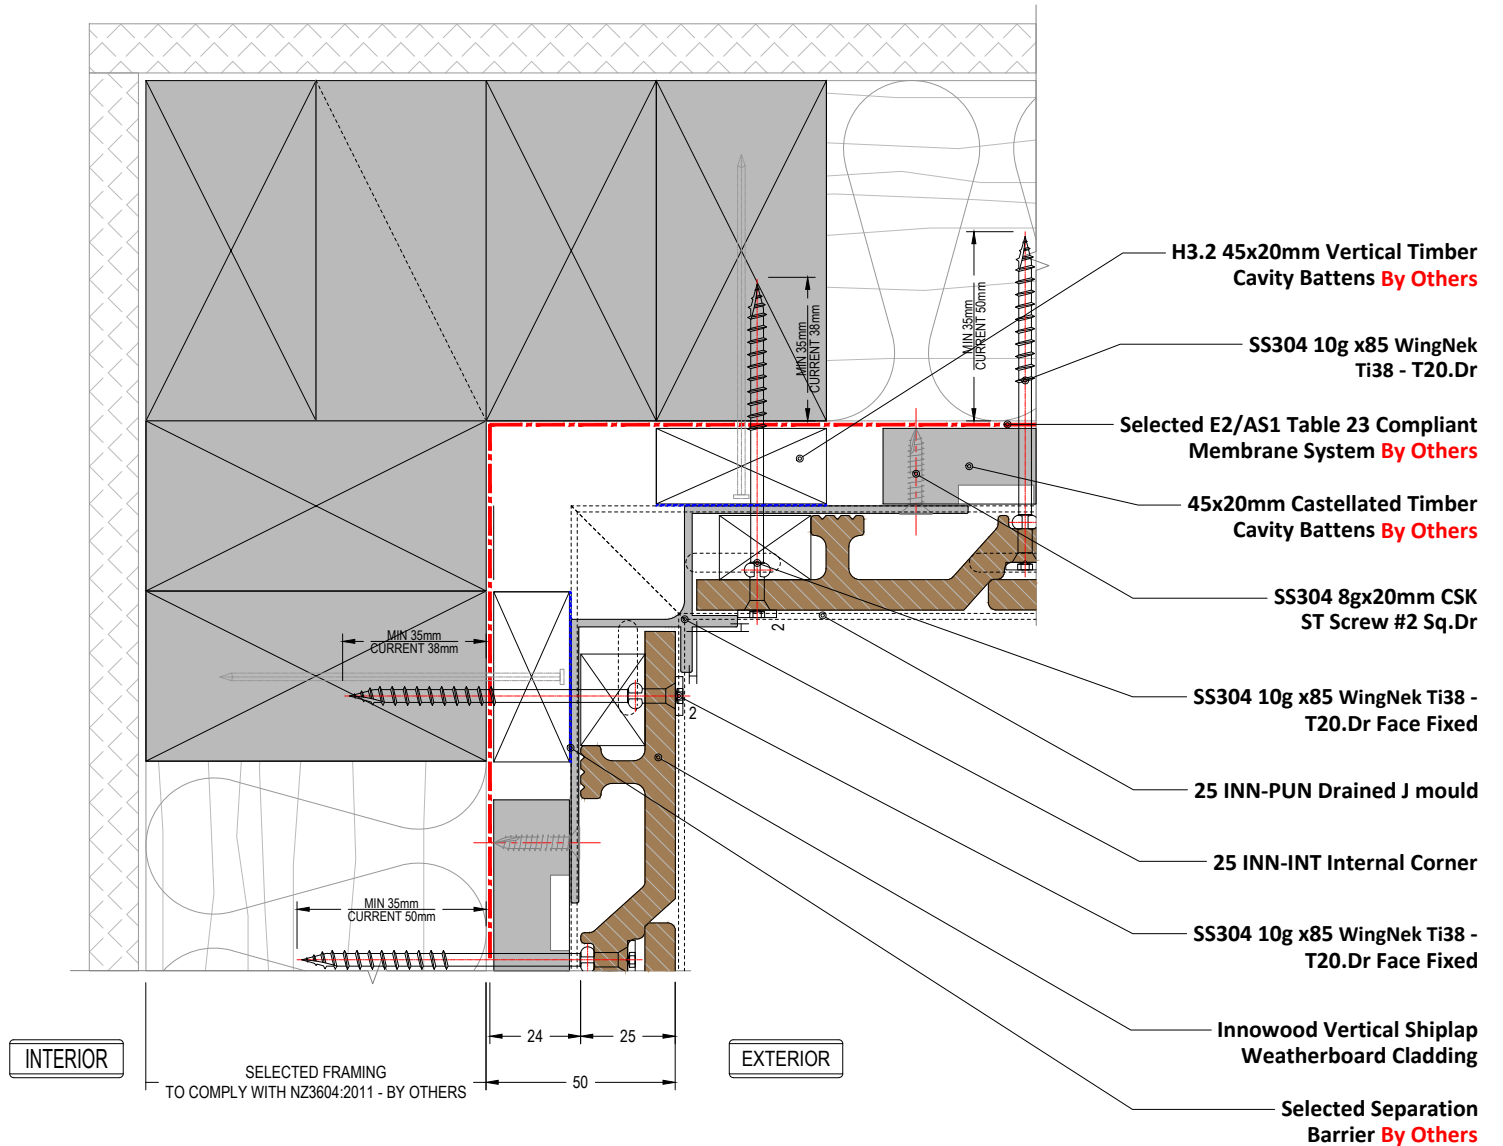 H3.2 45x20mm Vertical Timber
Cavity Battens By Others
SS304 10g x85 WingNek
Ti38 - T20.Dr
Selected E2/AS1 Table 23 Compliant
Membrane System By Others
45x20mm Castellated Timber
Cavity Battens By Others
SS304 8gx20mm CSK
ST Screw #2 Sq.Dr
SS304 10g x85 WingNek Ti38 -
T20.Dr Face Fixed
25 INN-PUN Drained J mould
25 INN-INT Internal Corner
SS304 10g x85 WingNek Ti38 -
T20.Dr Face Fixed
Innowood Vertical Shiplap
Weatherboard Cladding
Selected Separation
Barrier By Others
MIN 35mm
CURRENT 38mm
MIN 35mm
CURRENT 50mm
MIN 35mm
CURRENT 38mm
MIN 35mm
CURRENT 50mm
2
2
24
25
50
INTERIOR
EXTERIOR
SELECTED FRAMING
TO COMPLY WITH NZ3604:2011 - BY OTHERS